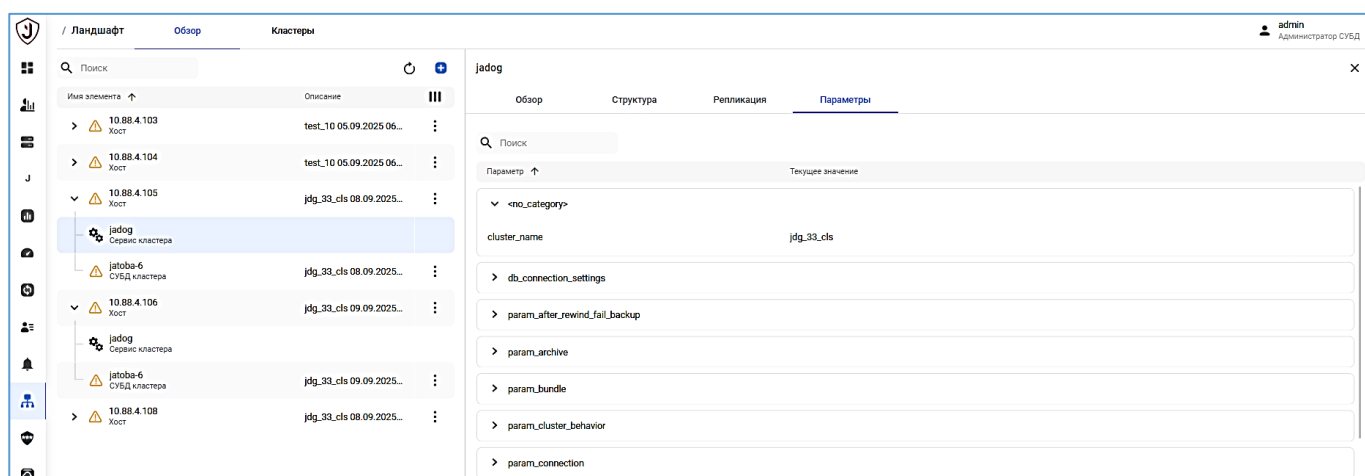 / Ландшафт Обзор Кластеры
admin
Администратор СУБД
Поиск
Имя элемента Описание
10.88.4.103
Хост
test_10 05.09.2025 06...
10.88.4.104
Хост
test_10 05.09.2025 06...
10.88.4.105
Хост
jdg_33_cls 08.09.2025...
jadog
Сервис кластера
jatoba-6
СУБД кластера
jdg_33_cls 08.09.2025...
10.88.4.106
Хост
jdg_33_cls 09.09.2025...
jadog
Сервис кластера
jatoba-6
СУБД кластера
jdg_33_cls 09.09.2025...
10.88.4.108
Хост
jdg_33_cls 08.09.2025...
J
J
jadog
Обзор Структура Репликация Параметры
Поиск
Параметр Текущее значение
<no_category>
cluster_name jdg_33_cls
db_connection_settings
param_after_rewind_fail_backup
param_archive
param_bundle
param_cluster_behavior
param_connection